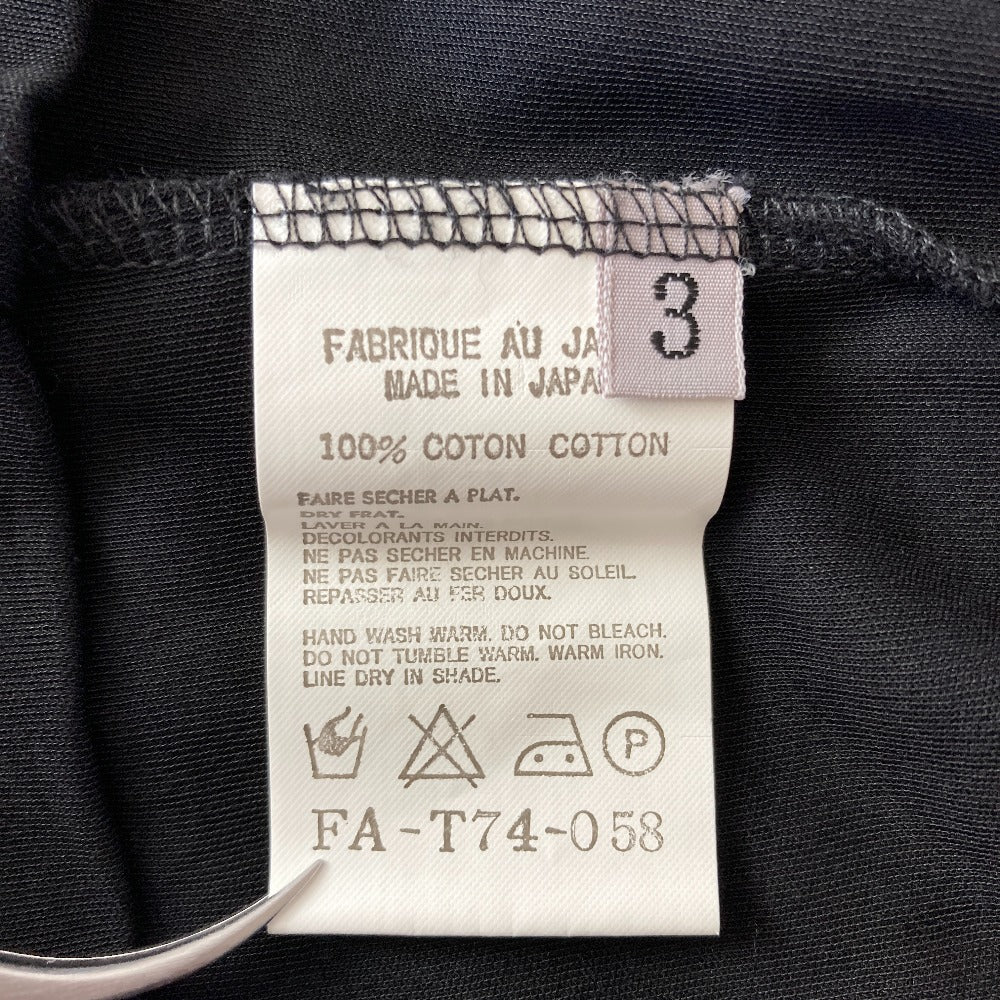 3
FABRIQUE AU JA
MADE IN JAPA
100% COTON COTTON
FAIRE SECHER A PLAT.
DRY FRAT.
LAVER A LA MAIN.
DECOLORANTS INTERDITS.
NE PAS SECHER EN MACHINE.
NE PAS FAIRE SECHER AU SOLEIL.
REPASSER AU FER DOUX.
HAND WASH WARM. DO NOT BLEACH.
DO NOT TUMBLE WARM. WARM IRON.
LINE DRY IN SHADE.
P
FA-T74-058